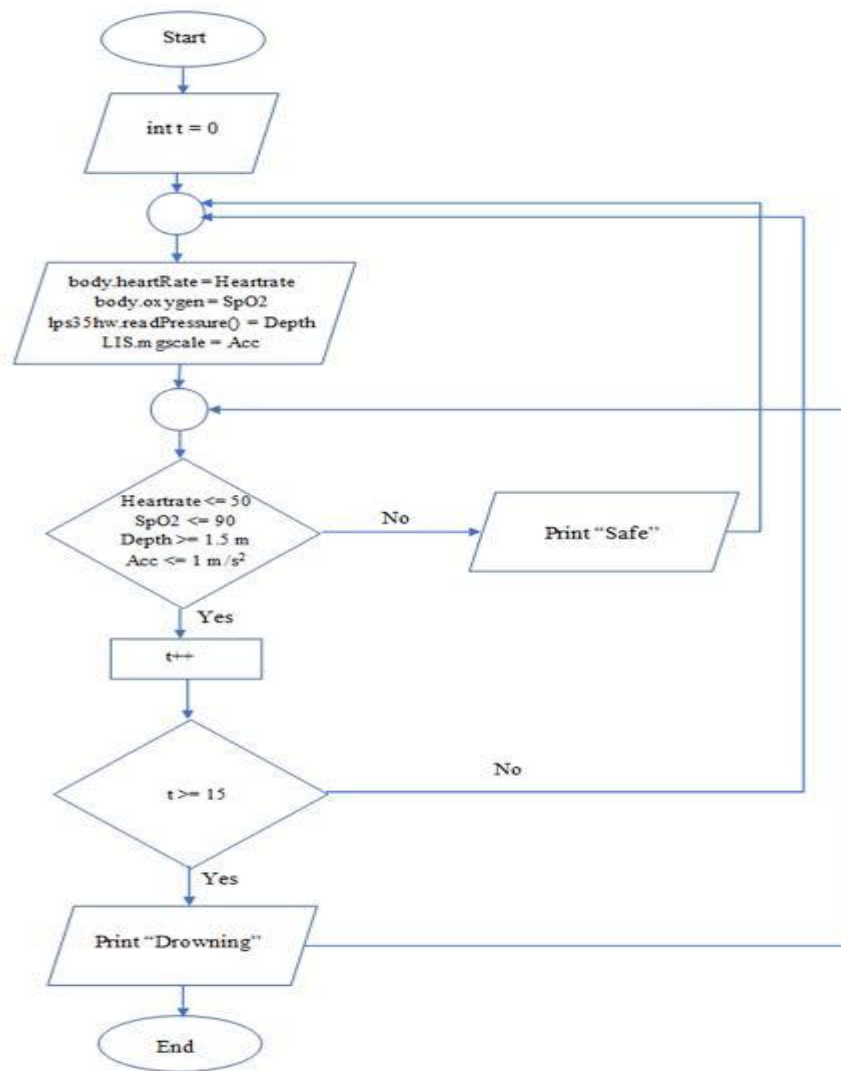 Start
int t = 0
body.heartRate = Heartrate
body.oxygen = SpO2
lps35hw.readPressure() = Depth
LIS.mgscale = Acc
Heartrate <= 50
SpO2 <= 90
Depth >= 1.5 m
Acc <= 1 m/s²
No
Print “Safe”
Yes
t++
t >= 15
No
Yes
Print “Drowning”
End